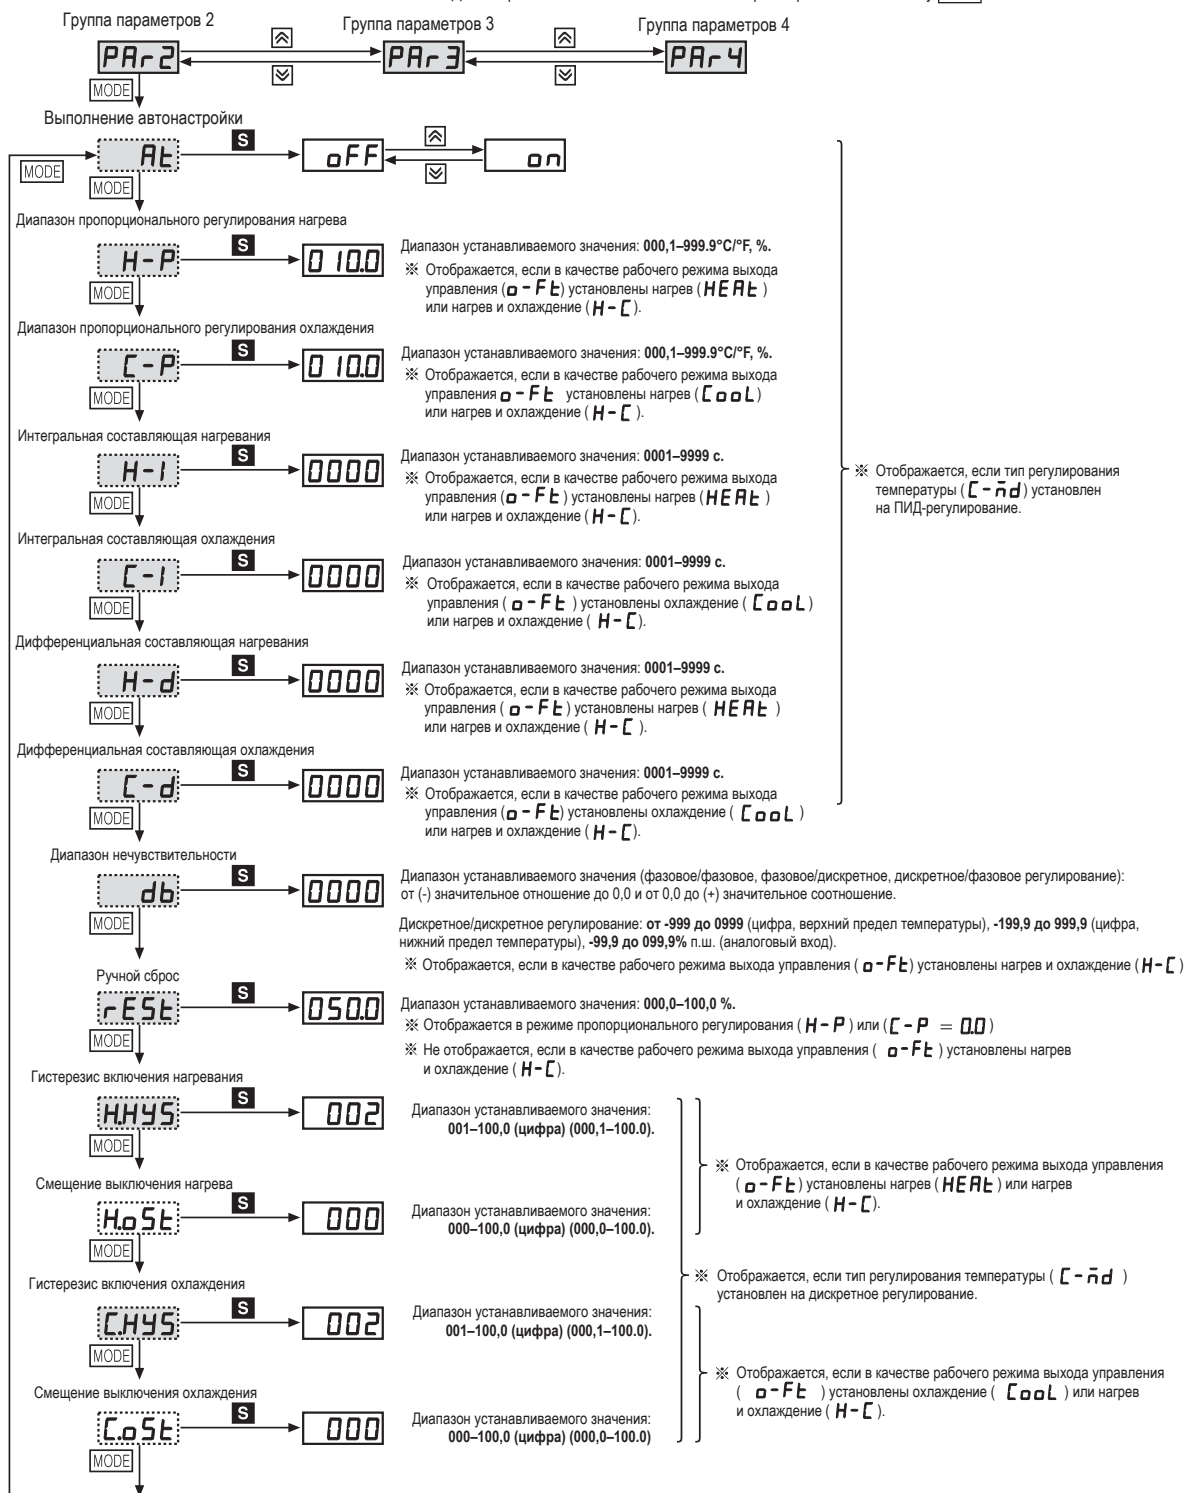 Группа параметров 2
Группа параметров 3
Группа параметров 4
PAr2
PAr3
PAr4
MODE
Выполнение автонастройки
At
S
oFF
on
MODE
MODE
Диапазон пропорционального регулирования нагрева
H-P
S
010.0
MODE
Диапазон устанавливаемого значения: 000,1–999.9°C/°F, %.
※ Отображается, если в качестве рабочего режима выхода
управления (o-Ft) установлены нагрев (HEAt)
или нагрев и охлаждение (H-C).
Диапазон пропорционального регулирования охлаждения
C-P
S
010.0
MODE
Диапазон устанавливаемого значения: 000,1–999.9°C/°F, %.
※ Отображается, если в качестве рабочего режима выхода
управления o-Ft установлены нагрев (CooL)
или нагрев и охлаждение (H-C).
Интегральная составляющая нагревания
H-I
S
0000
MODE
Диапазон устанавливаемого значения: 0001–9999 с.
※ Отображается, если в качестве рабочего режима выхода
управления (o-Ft) установлены нагрев (HEAt)
или нагрев и охлаждение (H-C).
※ Отображается, если тип регулирования
температуры (C-md) установлен
на ПИД-регулирование.
Интегральная составляющая охлаждения
C-I
S
0000
MODE
Диапазон устанавливаемого значения: 0001–9999 с.
※ Отображается, если в качестве рабочего режима выхода
управления (o-Ft) установлены охлаждение (CooL)
или нагрев и охлаждение (H-C).
Дифференциальная составляющая нагревания
H-d
S
0000
MODE
Диапазон устанавливаемого значения: 0001–9999 с.
※ Отображается, если в качестве рабочего режима выхода
управления (o-Ft) установлены нагрев (HEAt)
или нагрев и охлаждение (H-C).
Дифференциальная составляющая охлаждения
C-d
S
0000
MODE
Диапазон устанавливаемого значения: 0001–9999 с.
※ Отображается, если в качестве рабочего режима выхода
управления (o-Ft) установлены охлаждение (CooL)
или нагрев и охлаждение (H-C).
Диапазон нечувствительности
db
S
0000
MODE
Диапазон устанавливаемого значения (фазовое/фазовое, фазовое/дискретное, дискретное/фазовое регулирование):
от (-) значительное отношение до 0,0 и от 0,0 до (+) значительное соотношение.
Дискретное/дискретное регулирование: от -999 до 0999 (цифра, верхний предел температуры), -199,9 до 999,9 (цифра,
нижний предел температуры), -99,9 до 099,9% п.ш. (аналоговый вход).
※ Отображается, если в качестве рабочего режима выхода управления (o-Ft) установлены нагрев и охлаждение (H-C)
Ручной сброс
rESt
S
050.0
MODE
Диапазон устанавливаемого значения: 000,0–100,0 %.
※ Отображается в режиме пропорционального регулирования (H-P) или (C-P = 0.0)
※ Не отображается, если в качестве рабочего режима выхода управления (o-Ft) установлены нагрев
и охлаждение (H-C).
Гистерезис включения нагревания
H.HYS
S
002
MODE
Диапазон устанавливаемого значения:
001–100,0 (цифра) (000,1–100.0).
※ Отображается, если в качестве рабочего режима выхода управления
(o-Ft) установлены нагрев (HEAt) или нагрев
и охлаждение (H-C).
Смещение выключения нагрева
H.oSt
S
000
MODE
Диапазон устанавливаемого значения:
000–100,0 (цифра) (000,0–100.0).
※ Отображается, если тип регулирования температуры (C-md)
установлен на дискретное регулирование.
Гистерезис включения охлаждения
C.HYS
S
002
MODE
Диапазон устанавливаемого значения:
001–100,0 (цифра) (000,1–100.0).
※ Отображается, если в качестве рабочего режима выхода управления
(o-Ft) установлены охлаждение (CooL) или нагрев
и охлаждение (H-C).
Смещение выключения охлаждения
C.oSt
S
000
MODE
Диапазон устанавливаемого значения:
000–100,0 (цифра) (000,0–100.0)